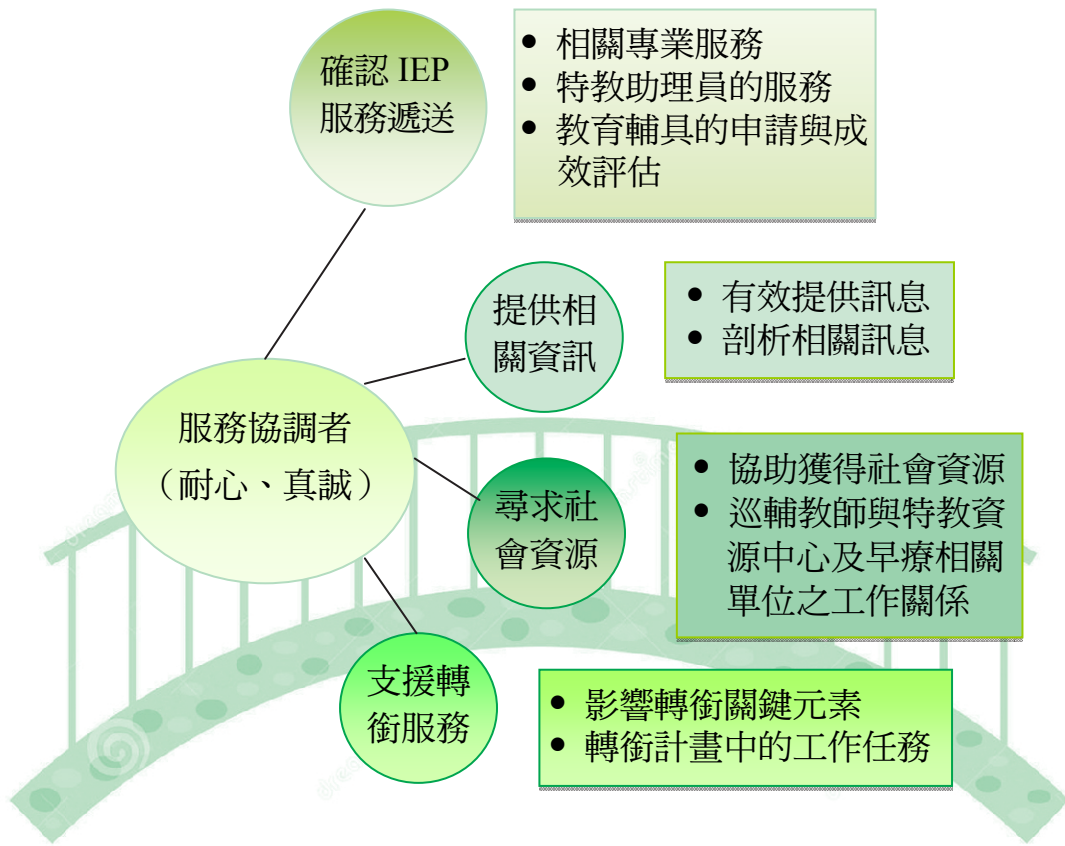 確認 IEP
服務遞送
• 相關專業服務
• 特教助理員的服務
• 教育輔具的申請與成
效評估
提供相
關資訊
• 有效提供訊息
• 剖析相關訊息
服務協調者
（耐心、真誠）
尋求社
會資源
• 協助獲得社會資源
• 巡輔教師與特教資
源中心及早療相關
單位之工作關係
支援轉
銜服務
• 影響轉銜關鍵元素
• 轉銜計畫中的工作任務